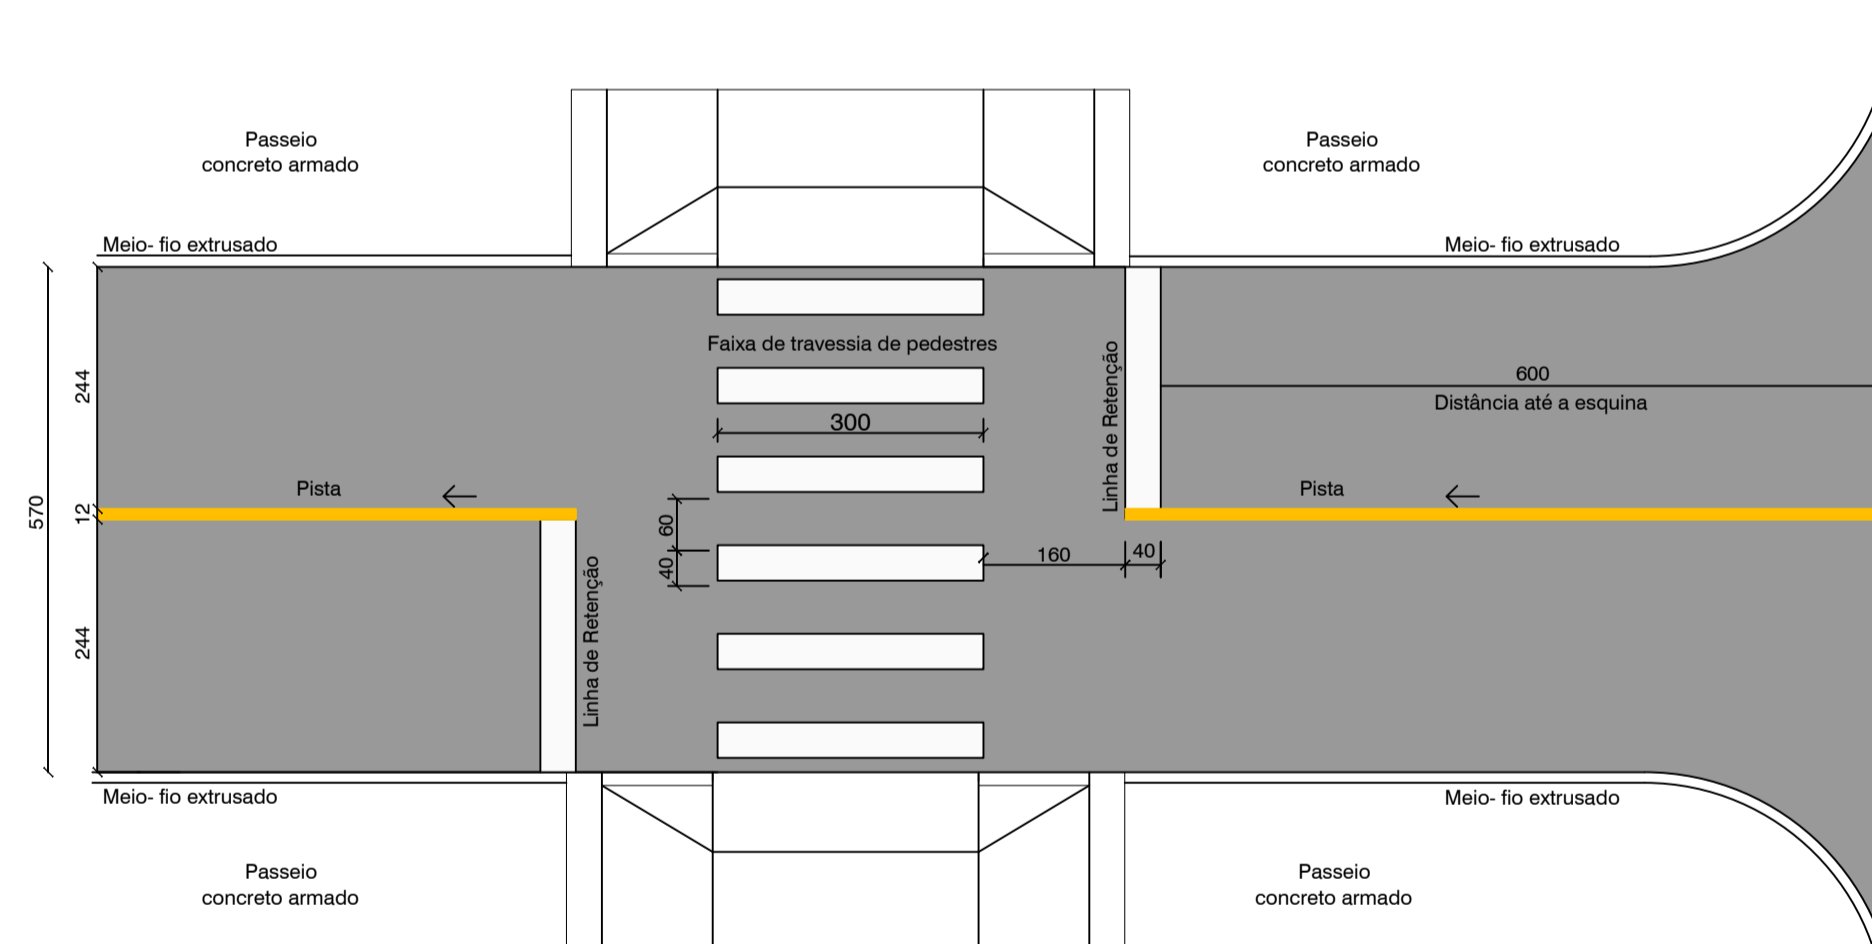 Passeio
concreto armado
Passeio
concreto armado
Meio- fio extrusado
Meio- fio extrusado
Faixa de travessia de pedestres
Linha de Retenção
600
Distância até a esquina
244
300
Pista
Pista
570
12
60
40
160
40
Linha de Retenção
244
Meio- fio extrusado
Meio- fio extrusado
Passeio
concreto armado
Passeio
concreto armado